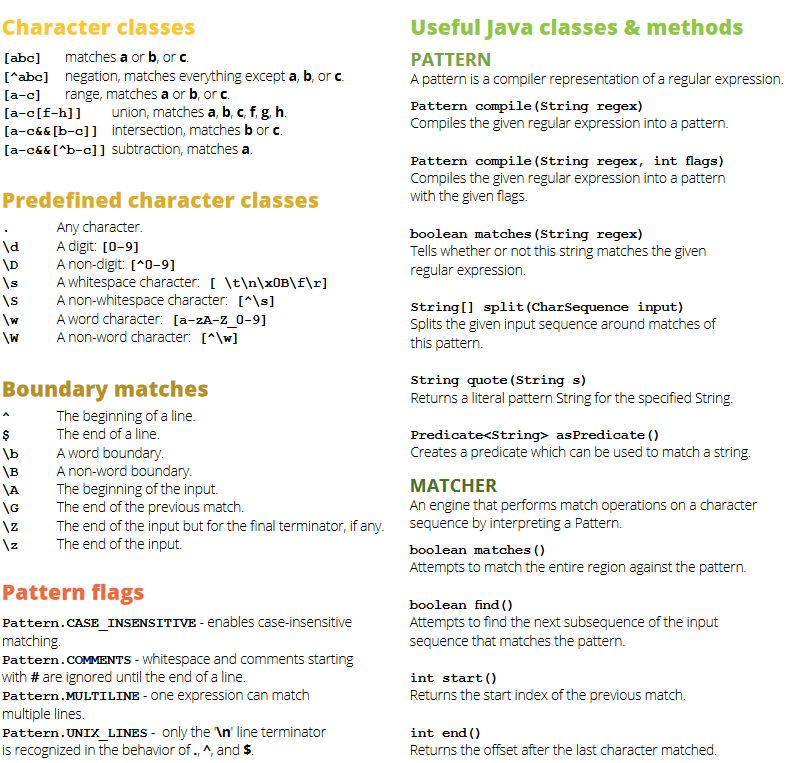 Character classes
[abc] matches a or b, or c.
[^abc] negation, matches everything except a, b, or c.
[a-c] range, matches a or b, or c.
[a-c[f-h]] union, matches a, b, c, f, g, h.
[a-c&&[b-c]] intersection, matches b or c.
[a-c&&[^b-c]] subtraction, matches a.
Predefined character classes
. Any character.
\d A digit: [0-9]
\D A non-digit: [^0-9]
\s A whitespace character: [ \t\n\x0B\f\r]
\S A non-whitespace character: [^\s]
\w A word character: [a-zA-Z_0-9]
\W A non-word character: [^\w]
Boundary matches
^ The beginning of a line.
$ The end of a line.
\b A word boundary.
\B A non-word boundary.
\A The beginning of the input.
\G The end of the previous match.
\Z The end of the input but for the final terminator, if any.
\z The end of the input.
Pattern flags
Pattern.CASE_INSENSITIVE - enables case-insensitive
matching.
Pattern.COMMENTS - whitespace and comments starting
with # are ignored until the end of a line.
Pattern.MULTILINE - one expression can match
multiple lines.
Pattern.UNIX_LINES - only the '\n' line terminator
is recognized in the behavior of ., ^, and $.
Useful Java classes & methods
PATTERN
A pattern is a compiler representation of a regular expression.
Pattern compile(String regex)
Compiles the given regular expression into a pattern.
Pattern compile(String regex, int flags)
Compiles the given regular expression into a pattern
with the given flags.
boolean matches(String regex)
Tells whether or not this string matches the given
regular expression.
String[] split(CharSequence input)
Splits the given input sequence around matches of
this pattern.
String quote(String s)
Returns a literal pattern String for the specified String.
Predicate<String> asPredicate()
Creates a predicate which can be used to match a string.
MATCHER
An engine that performs match operations on a character
sequence by interpreting a Pattern.
boolean matches()
Attempts to match the entire region against the pattern.
boolean find()
Attempts to find the next subsequence of the input
sequence that matches the pattern.
int start()
Returns the start index of the previous match.
int end()
Returns the offset after the last character matched.